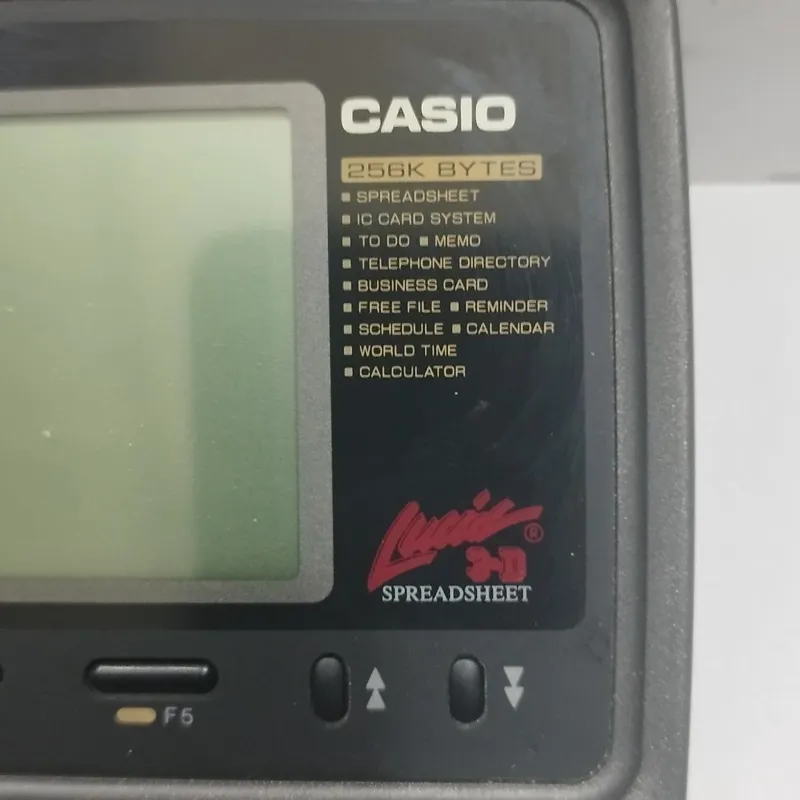 CASIO
256K BYTES
▪ SPREADSHEET
▪ IC CARD SYSTEM
▪ TO DO ▪ MEMO
▪ TELEPHONE DIRECTORY
▪ BUSINESS CARD
▪ FREE FILE ▪ REMINDER
▪ SCHEDULE ▪ CALENDAR
▪ WORLD TIME
▪ CALCULATOR
Lucid®
3-D
SPREADSHEET
F5